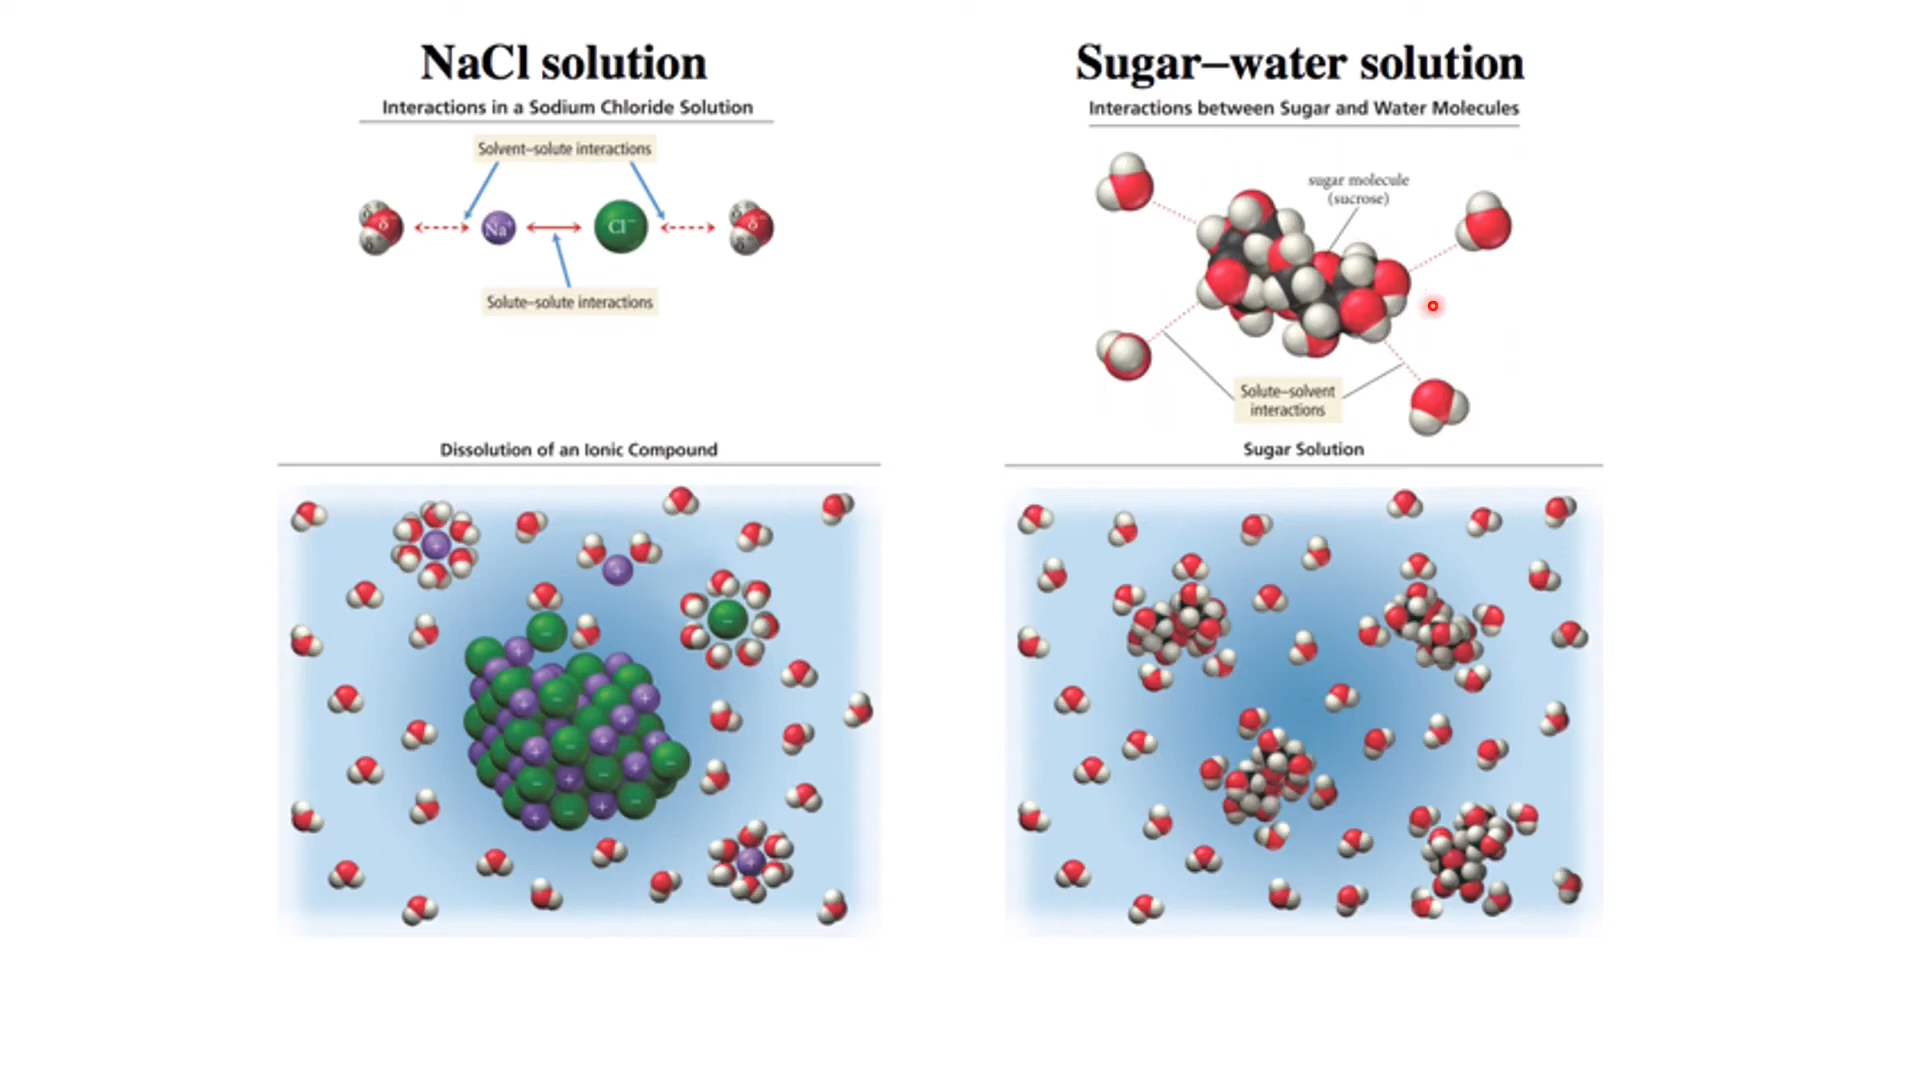 NaCl solution
Interactions in a Sodium Chloride Solution
Solvent–solute interactions
δ⁻
Na⁺
Cl⁻
δ⁻
Solute–solute interactions
Dissolution of an Ionic Compound
Sugar–water solution
Interactions between Sugar and Water Molecules
sugar molecule
(sucrose)
Solute–solvent
interactions
Sugar Solution